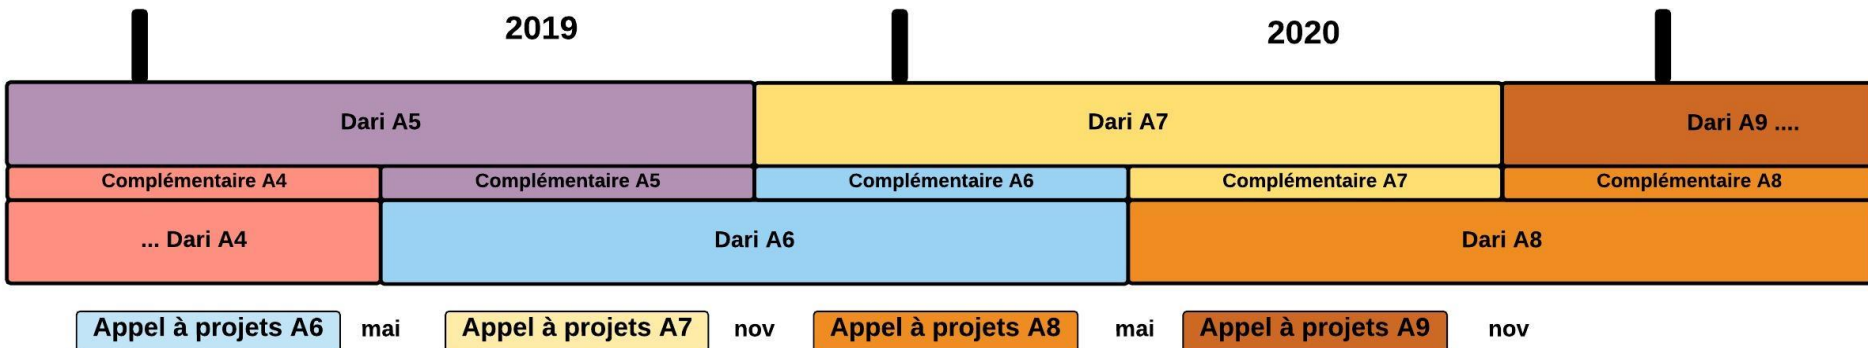 2019
2020
Dari A5
Dari A7
Dari A9 ....
Complémentaire A4
Complémentaire A5
Complémentaire A6
Complémentaire A7
Complémentaire A8
... Dari A4
Dari A6
Dari A8
Appel à projets A6
mai
Appel à projets A7
nov
Appel à projets A8
mai
Appel à projets A9
nov